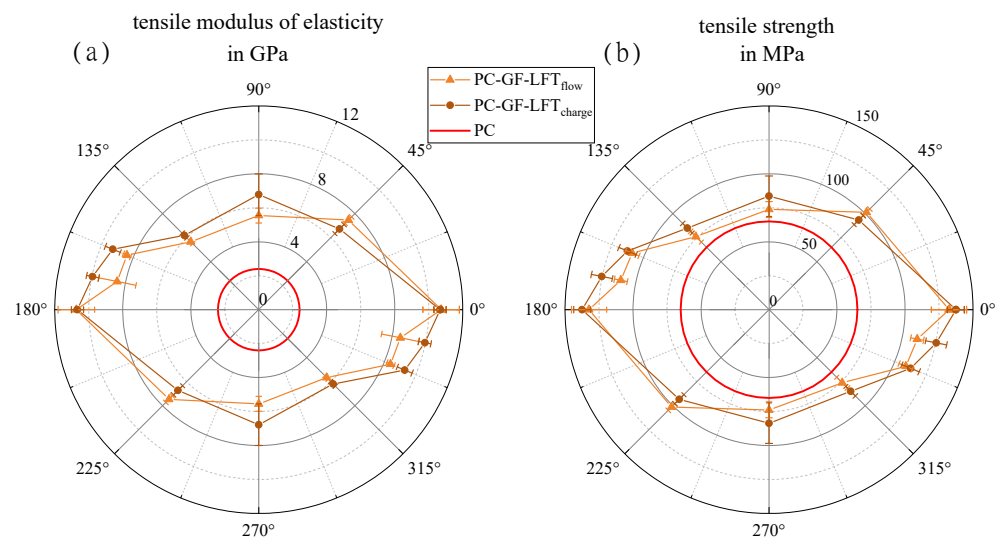 tensile modulus of elasticity
in GPa
(a)
tensile strength
in MPa
(b)
PC-GF-LFTflow
PC-GF-LFTcharge
PC
90°
12
135°
45°
8
4
0
180°
0°
225°
315°
270°
90°
150
135°
45°
100
50
0
180°
0°
225°
315°
270°